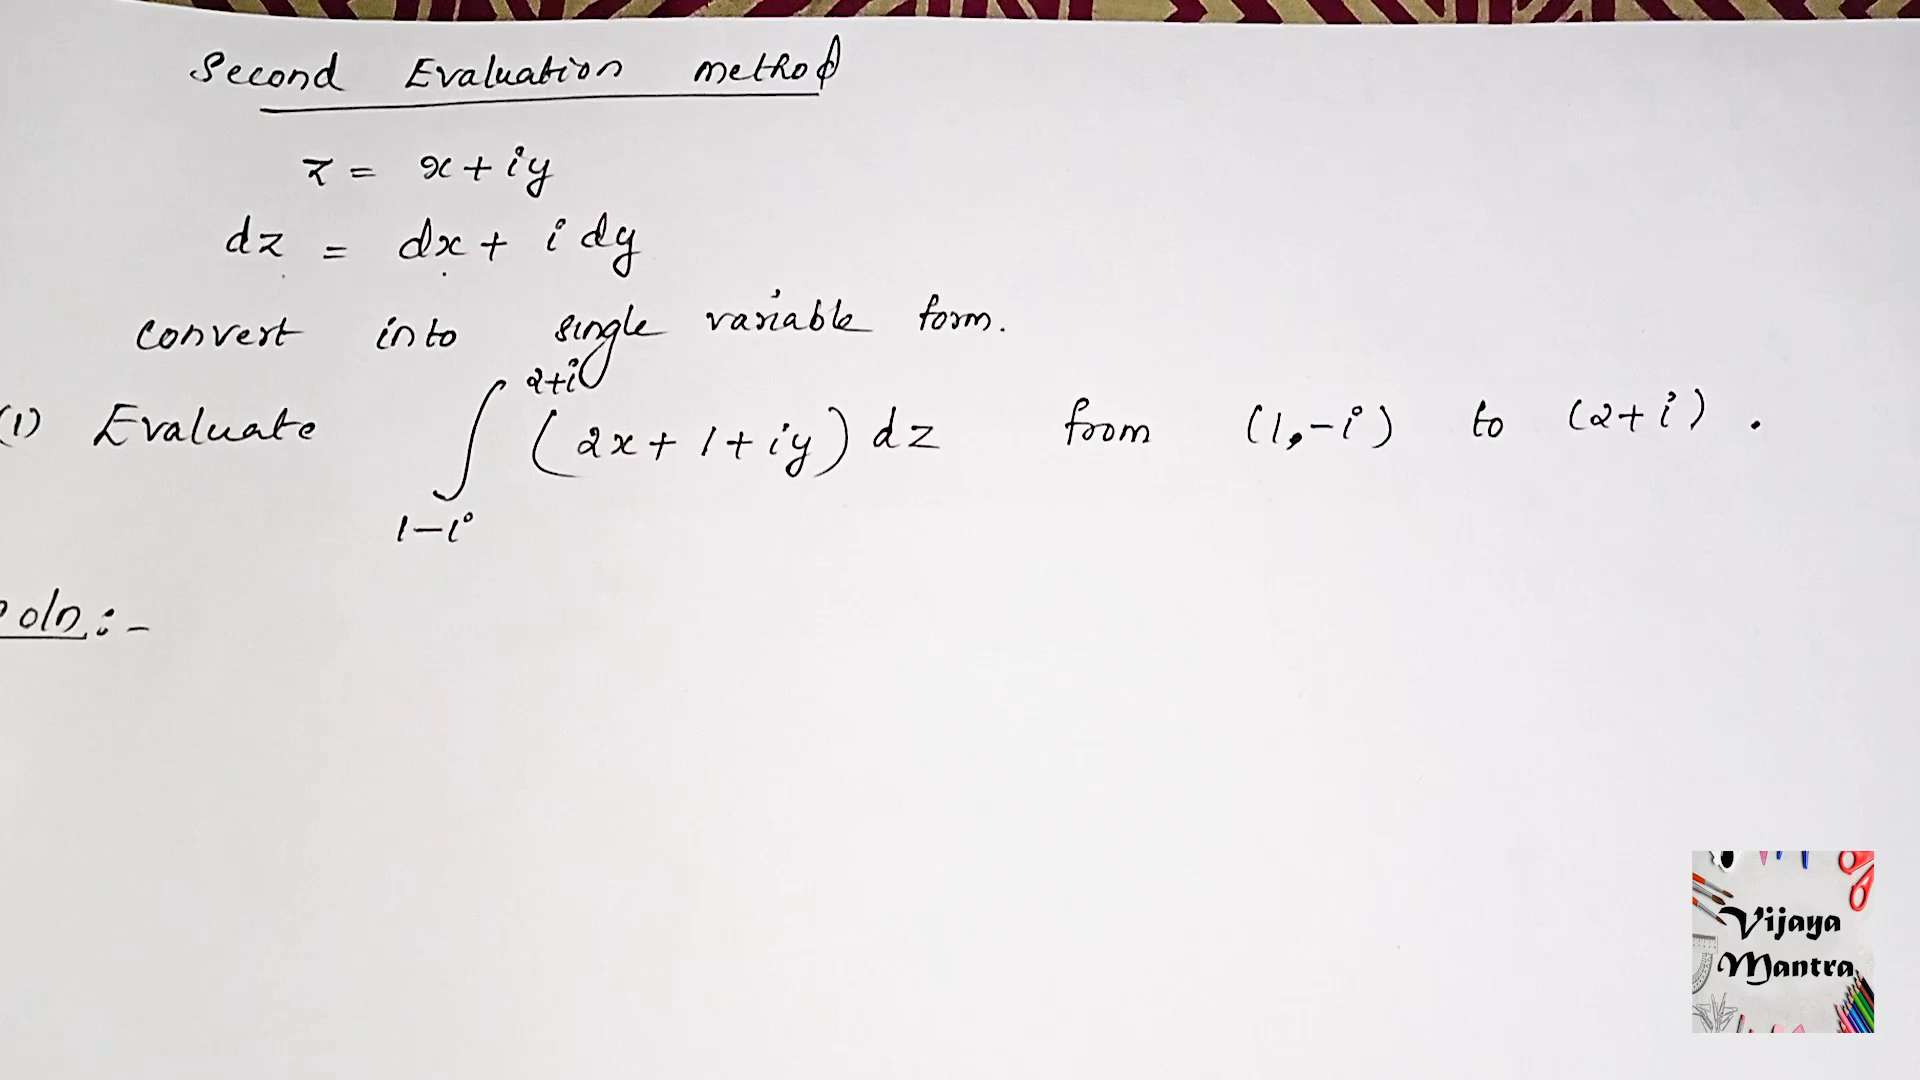 Second Evaluation method
z = x + iy
dz = dx + i dy
convert into single variable form.
(1) Evaluate ∫_{1-i}^{2+i} (2x + 1 + iy) dz from (1,-i) to (2+i).
oln:-
Vijaya
Mantra